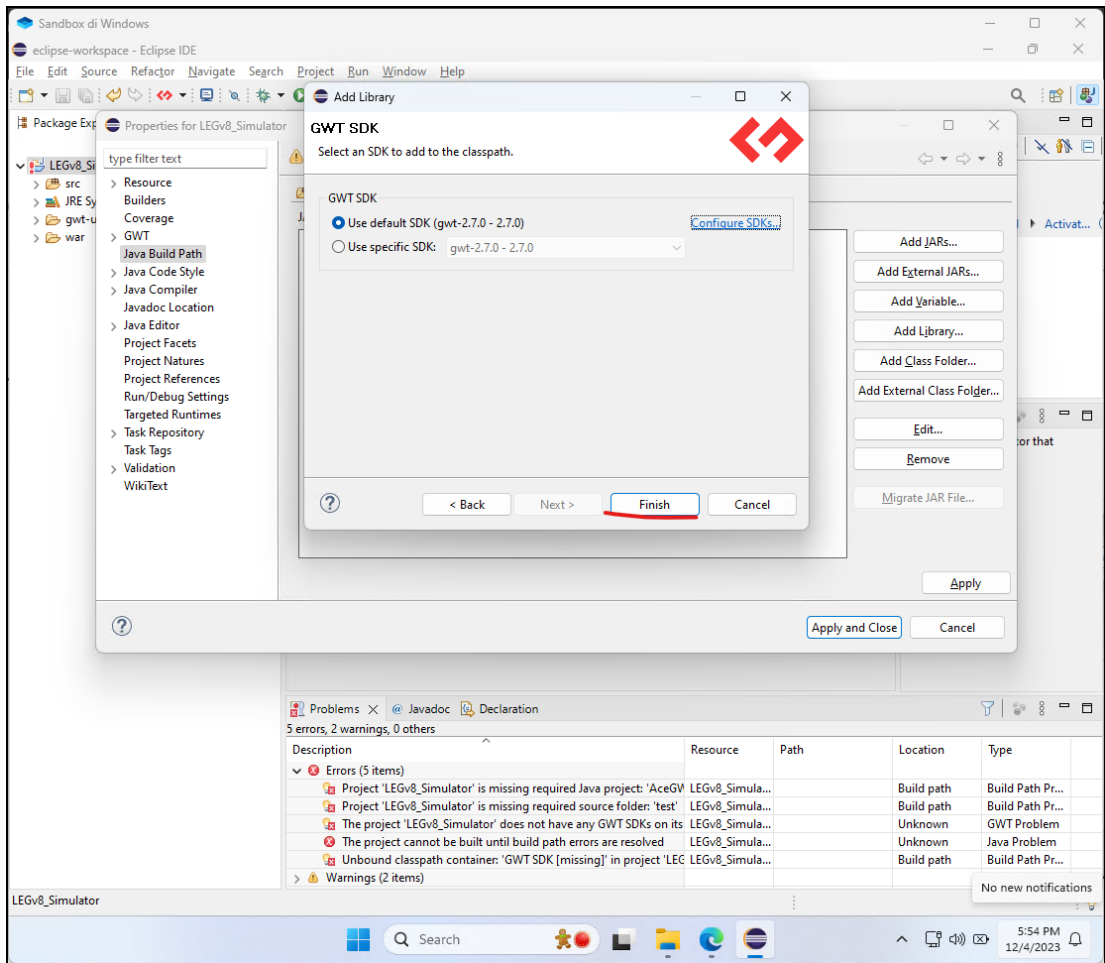 Sandbox di Windows
eclipse-workspace - Eclipse IDE
File Edit Source Refactor Navigate Search Project Run Window Help
Package Exp
LEGv8_Si
src
JRE Sy
gwt-u
war
Properties for LEGv8_Simulator
type filter text
Resource
Builders
Coverage
GWT
Java Build Path
Java Code Style
Java Compiler
Javadoc Location
Java Editor
Project Facets
Project Natures
Project References
Run/Debug Settings
Targeted Runtimes
Task Repository
Task Tags
Validation
WikiText
Add Library
GWT SDK
Select an SDK to add to the classpath.
GWT SDK
Use default SDK (gwt-2.7.0 - 2.7.0) Configure SDKs...
Use specific SDK: gwt-2.7.0 - 2.7.0
< Back Next > Finish Cancel
Add JARs...
Add External JARs...
Add Variable...
Add Library...
Add Class Folder...
Add External Class Folder...
Edit...
Remove
Migrate JAR File...
Apply
Apply and Close Cancel
Activat...
tor that
Problems Javadoc Declaration
5 errors, 2 warnings, 0 others
Description Resource Path Location Type
Errors (5 items)
Project 'LEGv8_Simulator' is missing required Java project: 'AceGW LEGv8_Simula... Build path Build Path Pr...
Project 'LEGv8_Simulator' is missing required source folder: 'test' LEGv8_Simula... Build path Build Path Pr...
The project 'LEGv8_Simulator' does not have any GWT SDKs on its LEGv8_Simula... Unknown GWT Problem
The project cannot be built until build path errors are resolved LEGv8_Simula... Unknown Java Problem
Unbound classpath container: 'GWT SDK [missing]' in project 'LEG LEGv8_Simula... Build path Build Path Pr...
Warnings (2 items)
No new notifications
LEGv8_Simulator
Search
5:54 PM
12/4/2023